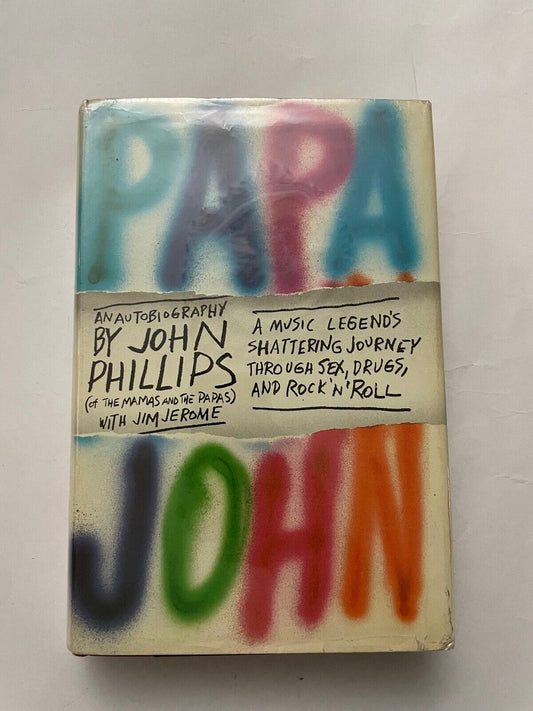 PAPA
AN AUTOBIOGRAPHY
BY JOHN
PHILLIPS
(of THE MAMAS AND THE PAPAS)
WITH JIM JEROME
A MUSIC LEGEND'S
SHATTERING JOURNEY
THROUGH SEX, DRUGS,
AND ROCK 'N' ROLL
JOHN